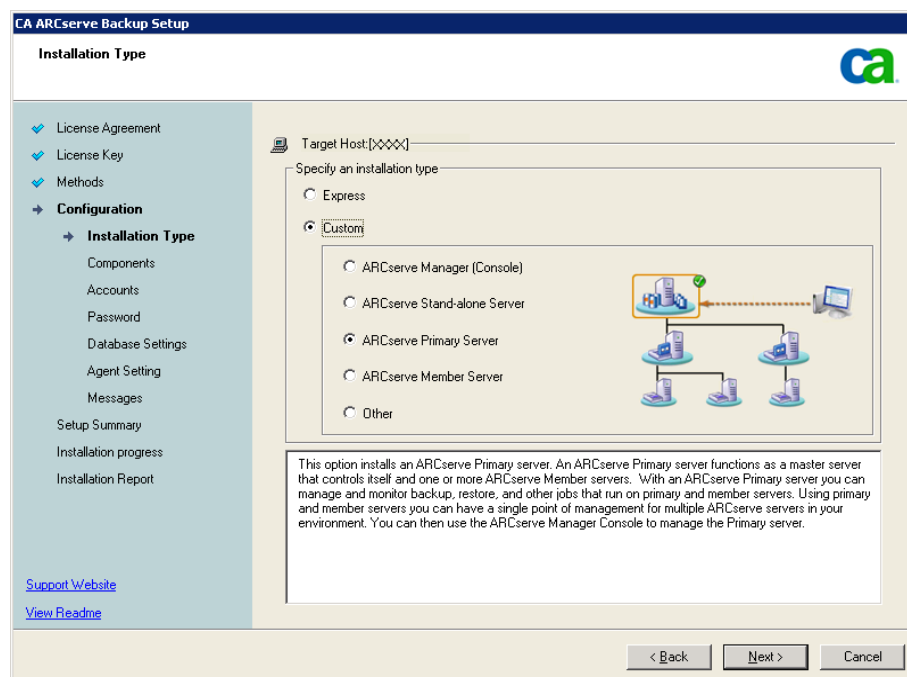 CA ARCserve Backup Setup
Installation Type
ca
License Agreement
License Key
Methods
Configuration
Installation Type
Components
Accounts
Password
Database Settings
Agent Setting
Messages
Setup Summary
Installation progress
Installation Report
Support Website
View Readme
Target Host:[XXXX]
Specify an installation type
Express
Custom
ARCserve Manager (Console)
ARCserve Stand-alone Server
ARCserve Primary Server
ARCserve Member Server
Other
This option installs an ARCserve Primary server. An ARCserve Primary server functions as a master server
that controls itself and one or more ARCserve Member servers.  With an ARCserve Primary server you can
manage and monitor backup, restore, and other jobs that run on primary and member servers. Using primary
and member servers you can have a single point of management for multiple ARCserve servers in your
environment. You can then use the ARCserve Manager Console to manage the Primary server.
< Back
Next >
Cancel